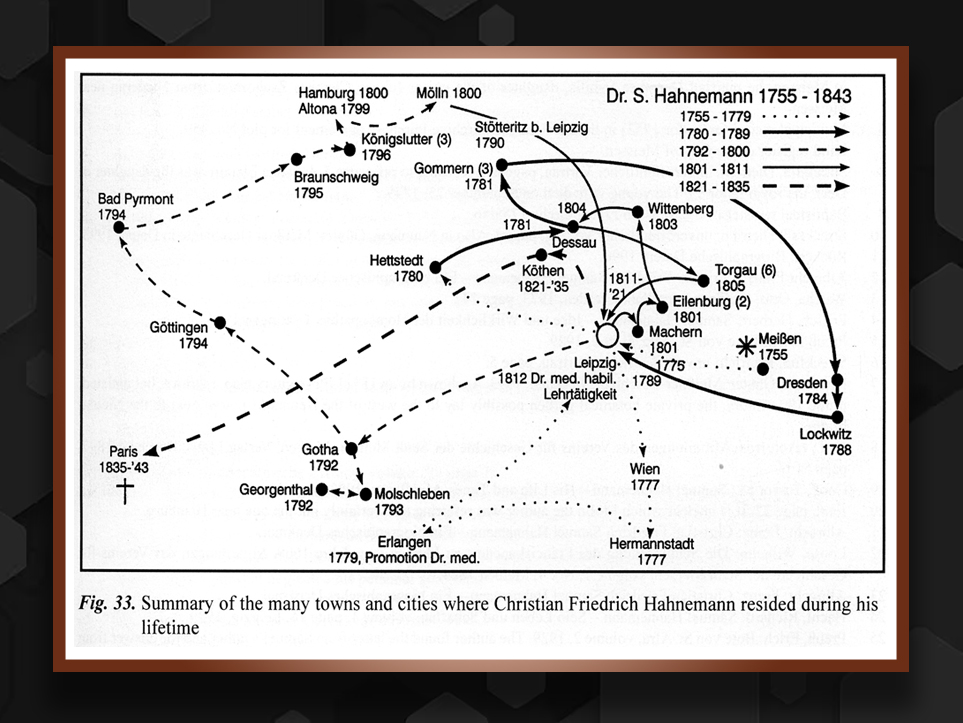 Dr. S. Hahnemann 1755 - 1843
1755 - 1779
1780 - 1789
1792 - 1800
1801 - 1811
1821 - 1835
Hamburg 1800
Altona 1799
Mölln 1800
Stötteritz b. Leipzig
1790
Königslutter (3)
1796
Gommern (3)
1781
Braunschweig
1795
Bad Pyrmont
1794
1804
Wittenberg
1803
1781
Dessau
Hettstedt
1780
Köthen
1821-'35
1811-
'21
Torgau (6)
1805
Eilenburg (2)
1801
Göttingen
1794
Machern
1801
Meißen
1755
1775
Leipzig
1812 Dr. med. habil.
Lehrtätigkeit
1789
Dresden
1784
Lockwitz
1788
Paris
1835-'43
Gotha
1792
Wien
1777
Georgenthal
1792
Molschleben
1793
Erlangen
1779, Promotion Dr. med.
Hermannstadt
1777
Fig. 33. Summary of the many towns and cities where Christian Friedrich Hahnemann resided during his
lifetime